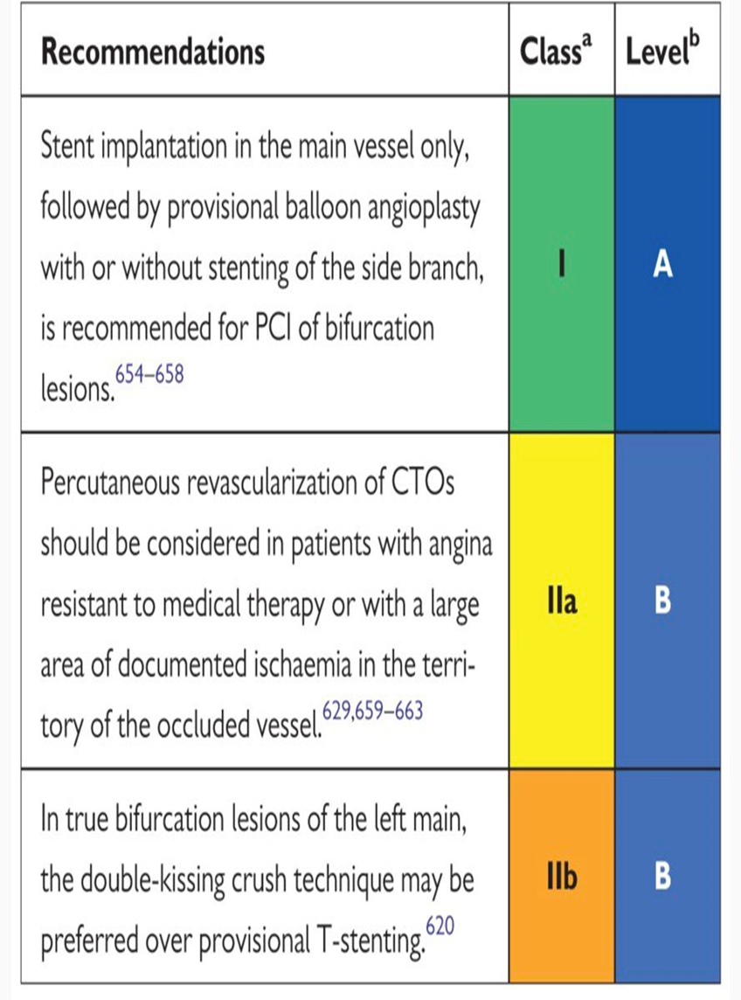 Recommendations Classᵃ Levelᵇ
Stent implantation in the main vessel only,
followed by provisional balloon angioplasty
with or without stenting of the side branch,
is recommended for PCI of bifurcation
lesions.654–658
I A
Percutaneous revascularization of CTOs
should be considered in patients with angina
resistant to medical therapy or with a large
area of documented ischaemia in the terri-
tory of the occluded vessel.629,659–663
IIa B
In true bifurcation lesions of the left main,
the double-kissing crush technique may be
preferred over provisional T-stenting.620
IIb B